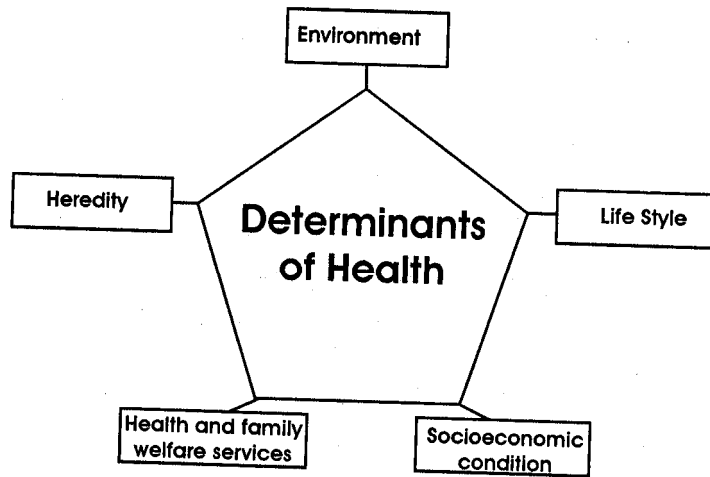 Environment
Heredity
Determinants
of Health
Life Style
Health and family
welfare services
Socioeconomic
condition